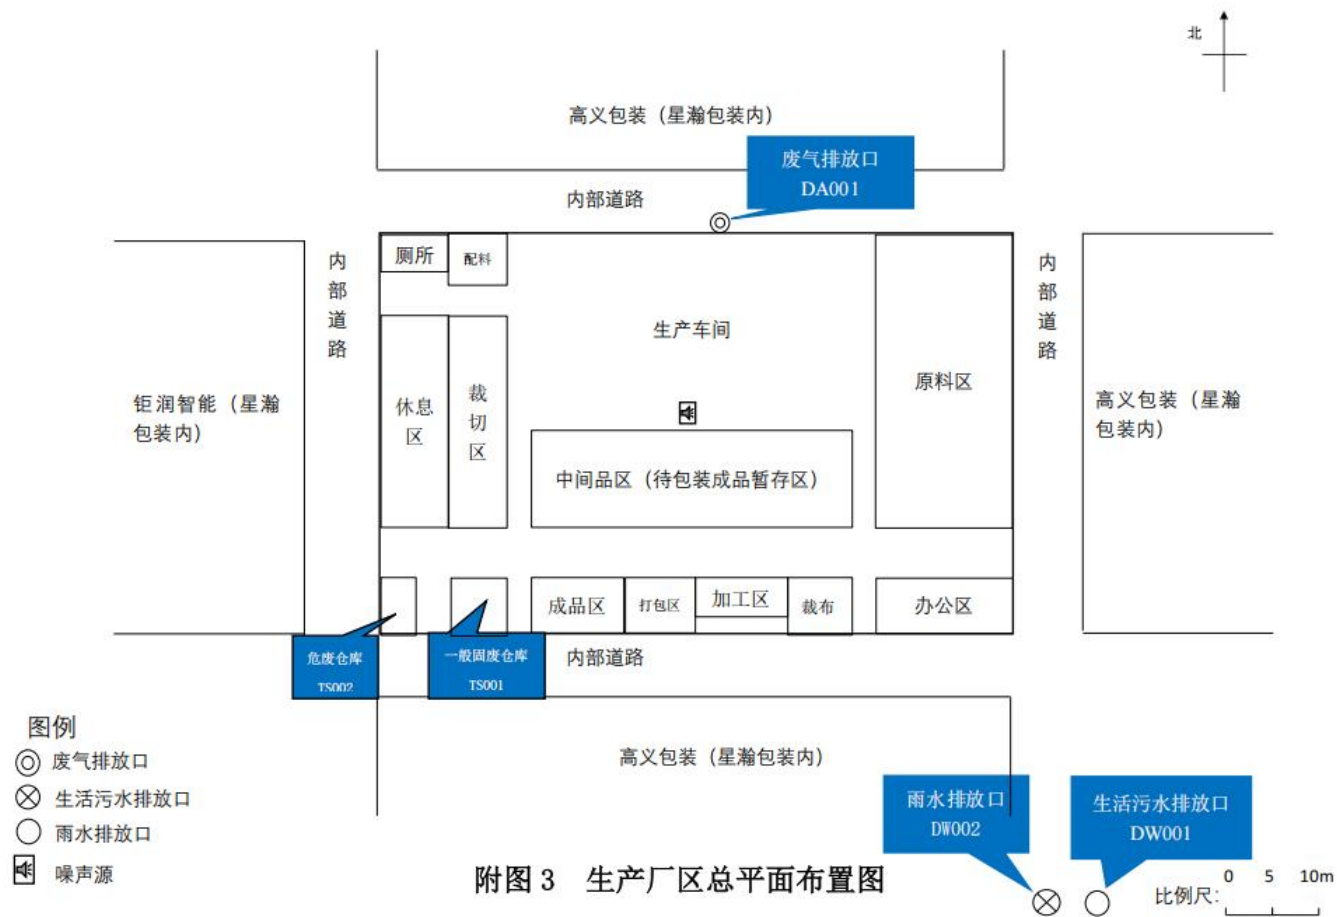 北
高义包装（星瀚包装内）
废气排放口
DA001
内部道路
厕所
配料
内
部
道
路
内
部
道
路
生产车间
原料区
钜润智能（星瀚
包装内）
休息
区
裁
切
区
高义包装（星瀚
包装内）
中间品区（待包装成品暂存区）
成品区
打包区
加工区
裁布
办公区
危废仓库
TS002
一般固废仓库
TS001
内部道路
图例
废气排放口
生活污水排放口
雨水排放口
噪声源
高义包装（星瀚包装内）
雨水排放口
DW002
生活污水排放口
DW001
附图 3 生产厂区总平面布置图
比例尺:
0 5 10m